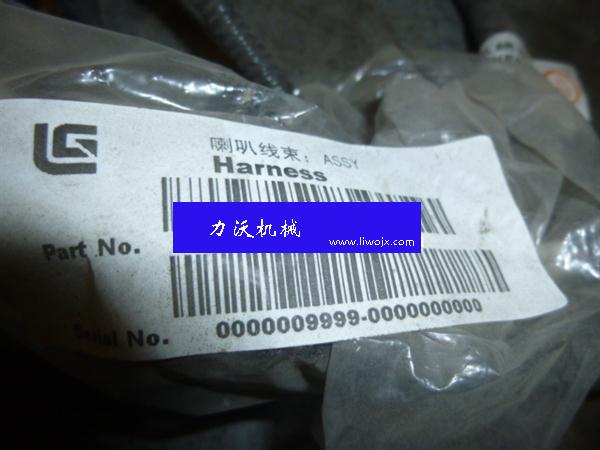 LG
喇叭线束: ASSY
Harness
Part No.
力沃机械
www.liwojx.com
Serial No.
0000009999-0000000000